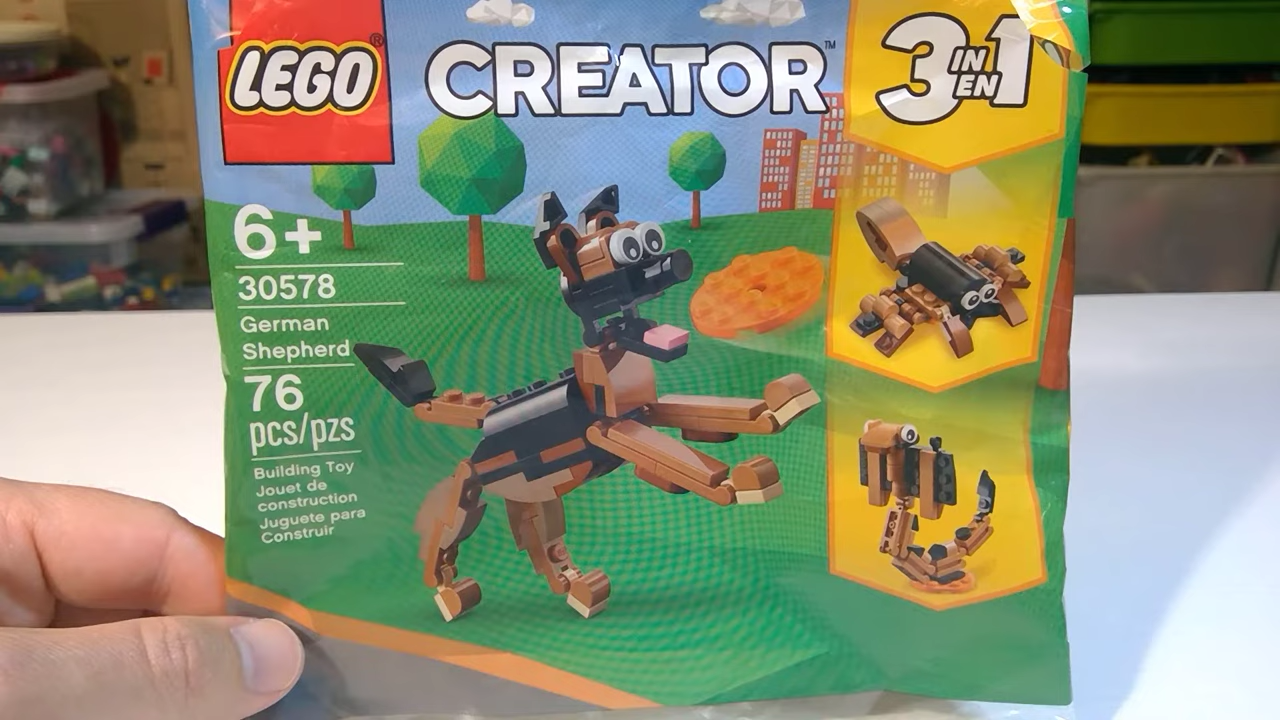 LEGO®
CREATOR™
3 IN EN 1
6+
30578
German
Shepherd
76
pcs/pzs
Building Toy
Jouet de
construction
Juguete para
Construir